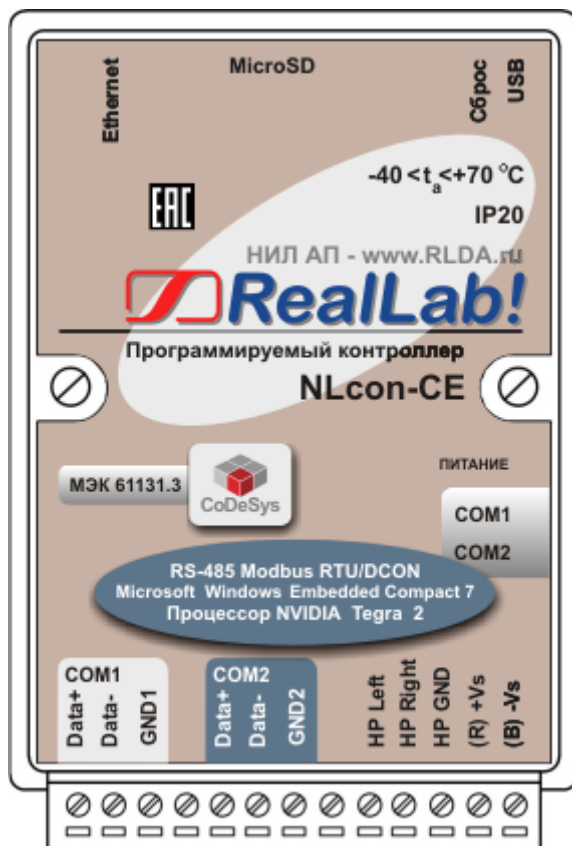 Ethernet
MicroSD
Сброс
USB
-40 <ta<+70 °C
IP20
EAC
НИЛ АП - www.RLDA.ru
RealLab!
Программируемый контроллер
NLcon-CE
МЭК 61131.3
CoDeSys
ПИТАНИЕ
COM1
COM2
RS-485 Modbus RTU/DCON
Microsoft Windows Embedded Compact 7
Процессор NVIDIA Tegra 2
COM1
Data+
Data-
GND1
COM2
Data+
Data-
GND2
HP Left
HP Right
HP GND
(R) +Vs
(B) -Vs